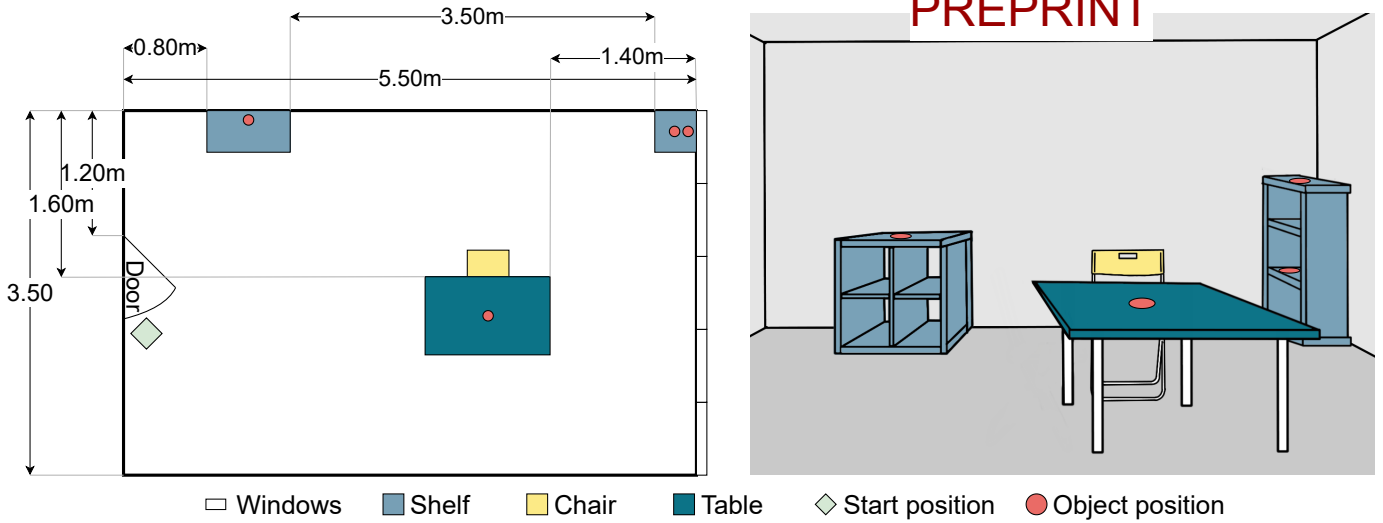 PREPRINT
3.50m
0.80m
1.40m
5.50m
1.20m
1.60m
3.50
Door
Windows
Shelf
Chair
Table
Start position
Object position